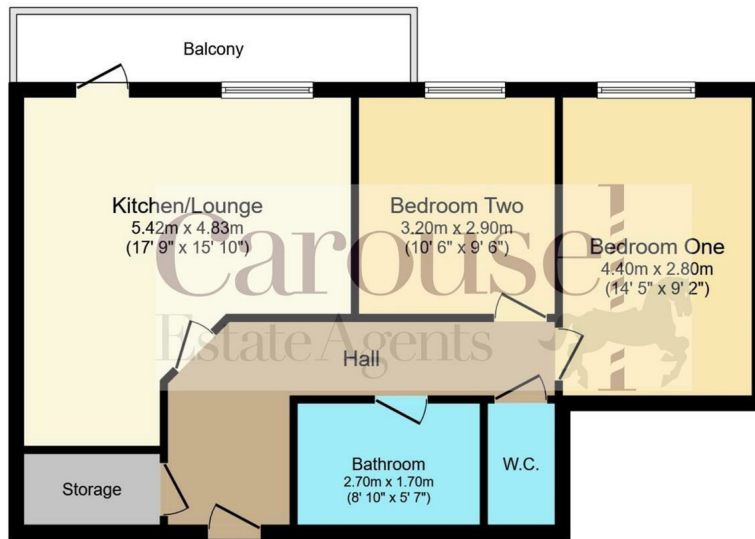 Balcony
Kitchen/Lounge
5.42m x 4.83m
(17' 9" x 15' 10")
Bedroom Two
3.20m x 2.90m
(10' 6" x 9' 6")
Bedroom One
4.40m x 2.80m
(14' 5" x 9' 2")
Carousel
Estate Agents
Hall
Bathroom
2.70m x 1.70m
(8' 10" x 5' 7")
W.C.
Storage